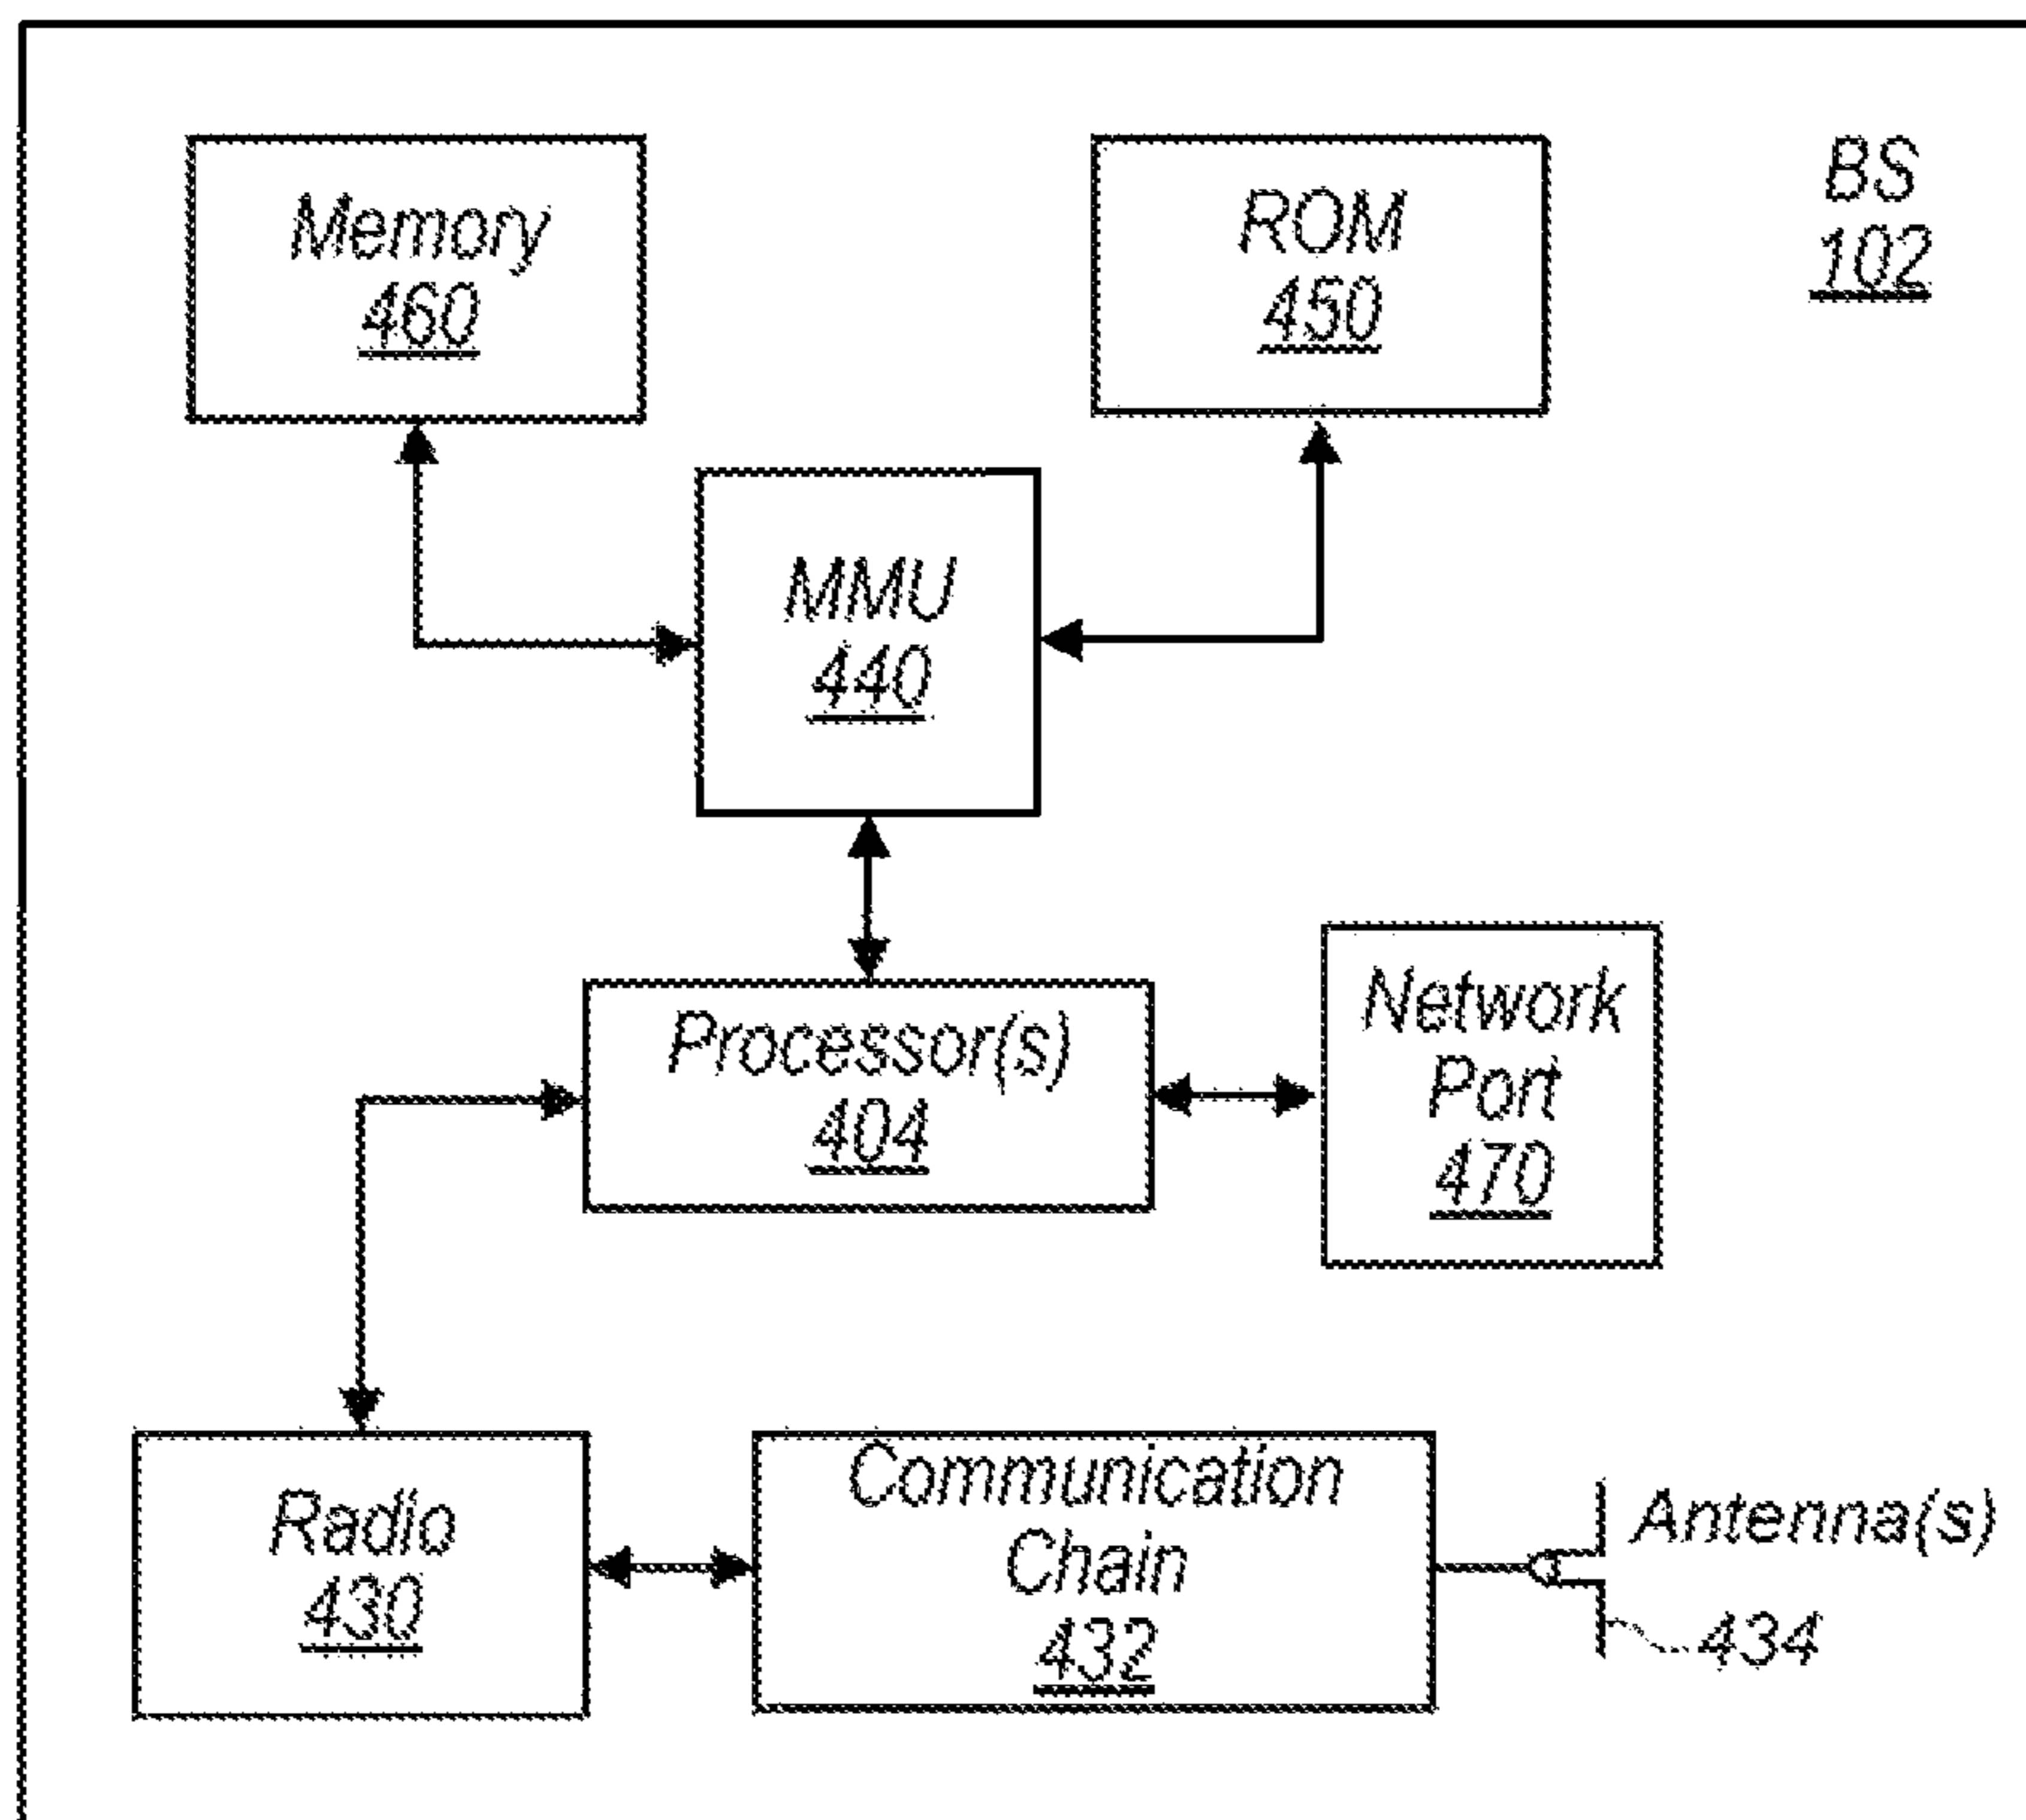 Memory
460
ROM
450
BS
102
MMU
440
Processor(s)
404
Network
Port
470
Radio
430
Communication
Chain
432
Antenna(s)
434